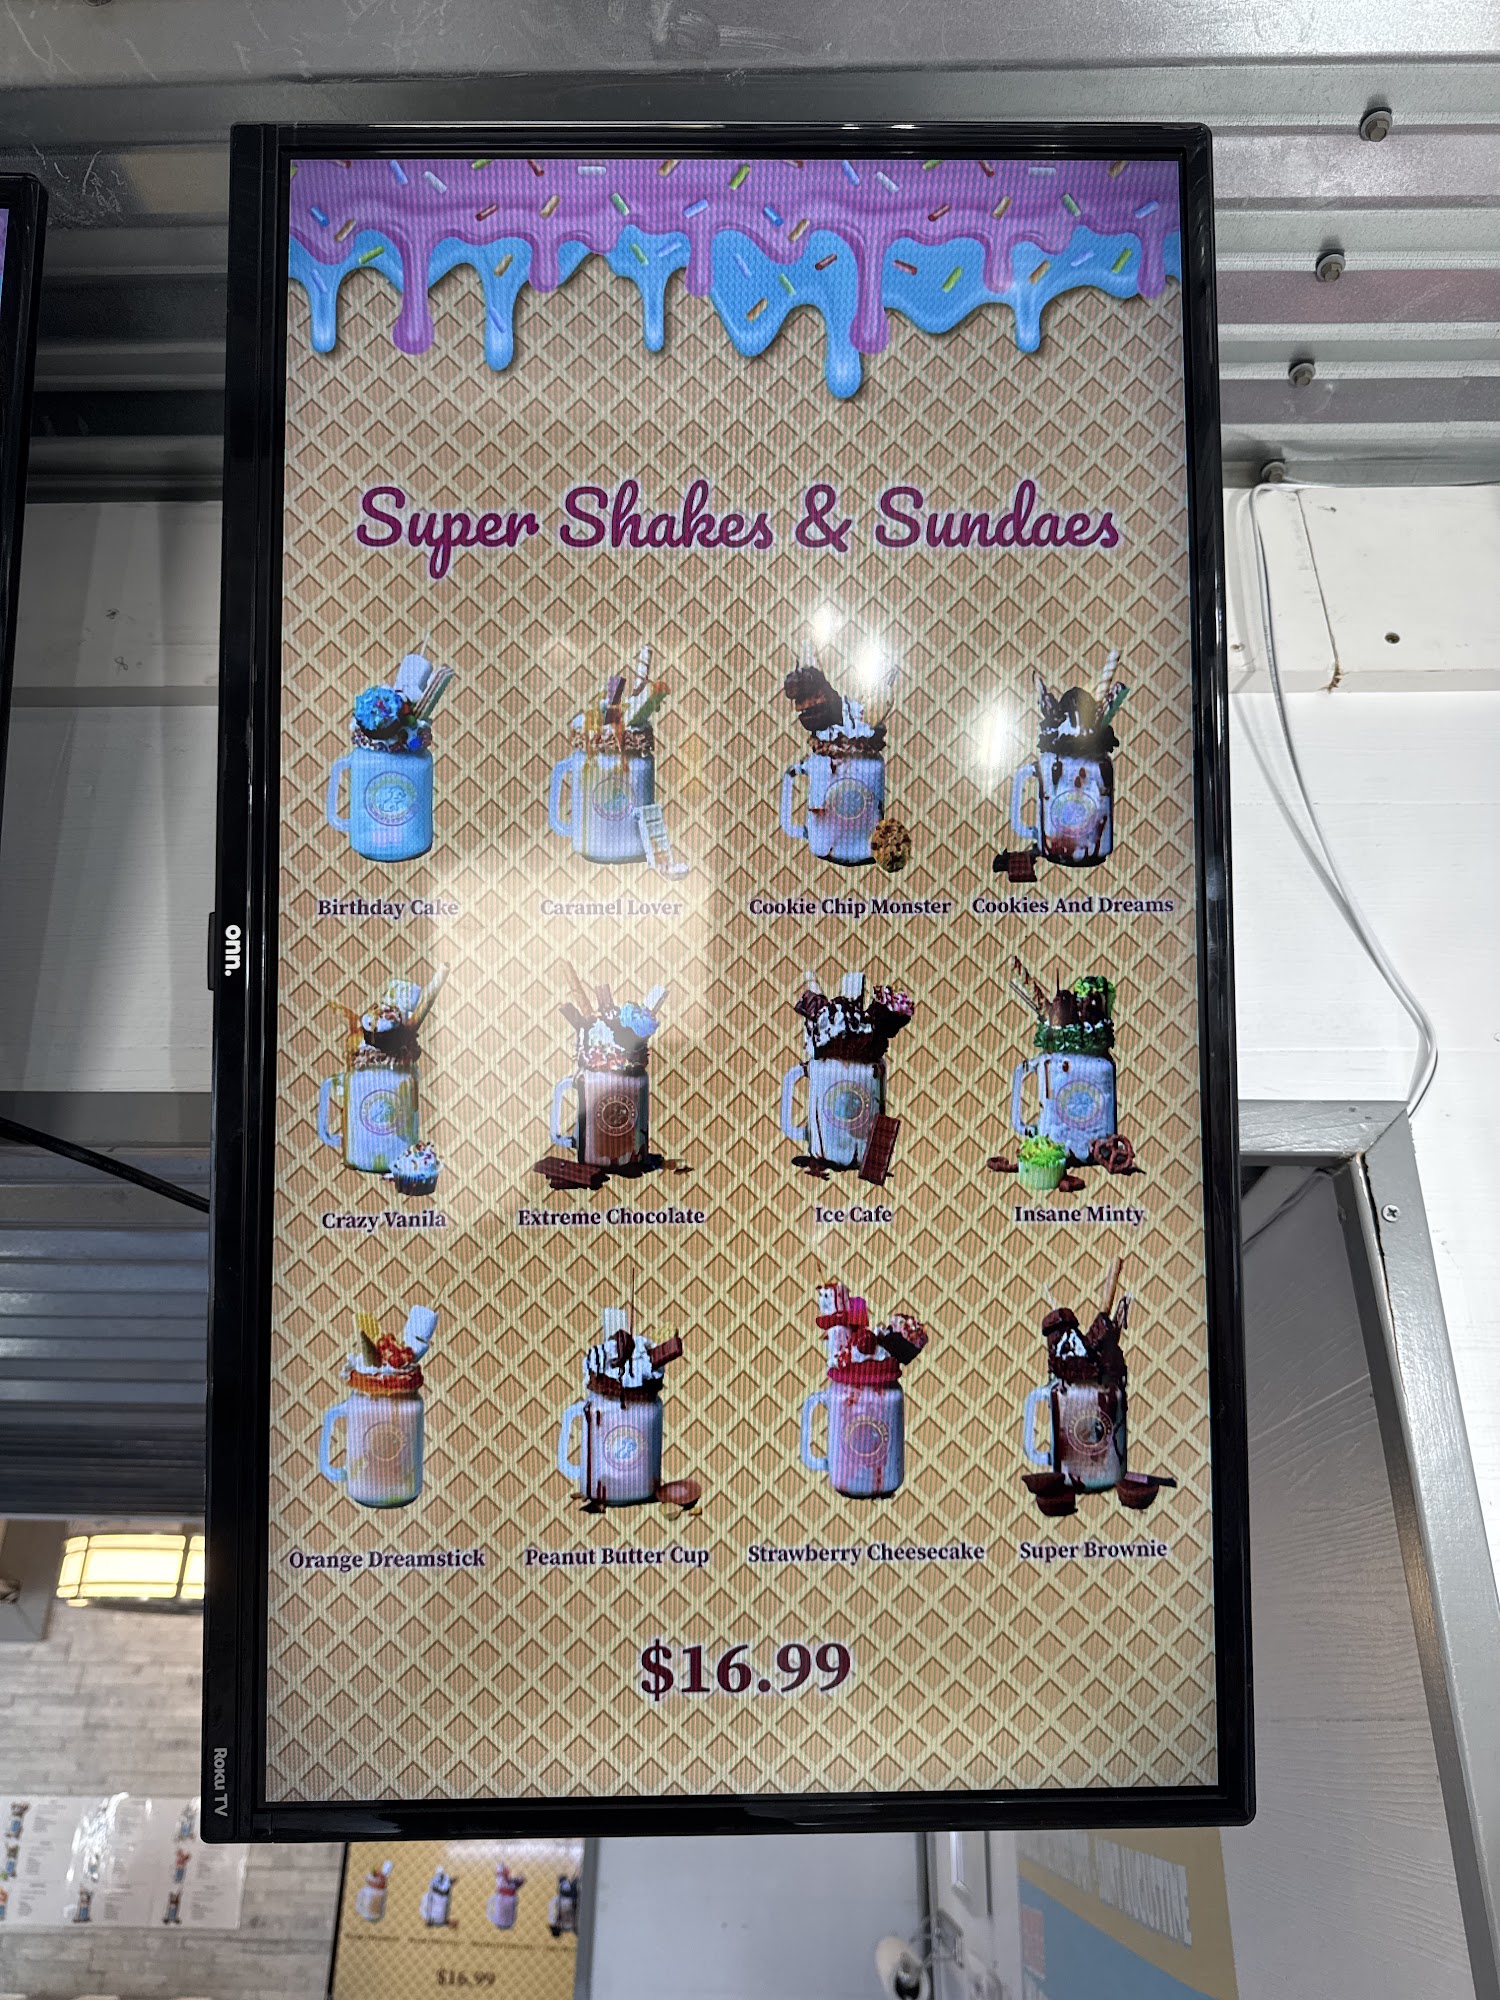 Super Shakes & Sundaes
Birthday Cake
Caramel Lover
Cookie Chip Monster
Cookies And Dreams
Crazy Vanila
Extreme Chocolate
Ice Cafe
Insane Minty
Orange Dreamstick
Peanut Butter Cup
Strawberry Cheesecake
Super Brownie
$16.99
onn.
Roku TV
$16.99